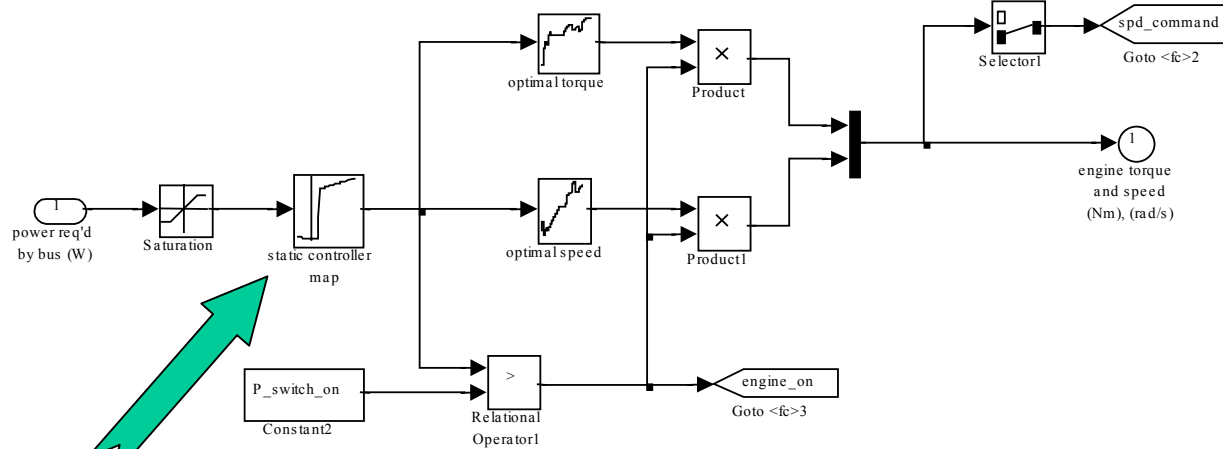 spd_command
Selector1
Goto <fc>2
optimal torque
×
Product
1
power req'd
by bus (W)
Saturation
static controller
map
optimal speed
×
Product1
1
engine torque
and speed
(Nm), (rad/s)
P_switch_on
Constant2
>
Relational
Operator1
engine_on
Goto <fc>3